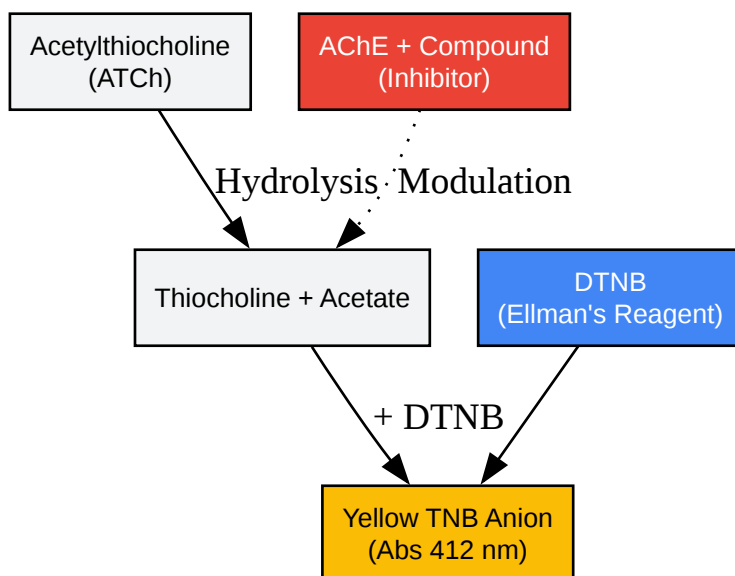 Acetylthiocholine
(ATCh)
AChE + Compound
(Inhibitor)
Hydrolysis
Modulation
Thiocholine + Acetate
DTNB
(Ellman's Reagent)
+ DTNB
Yellow TNB Anion
(Abs 412 nm)